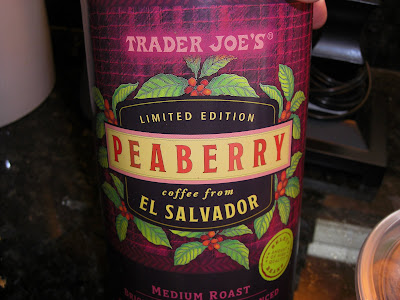 TRADER JOE'S®
LIMITED EDITION
PEABERRY
coffee from
EL SALVADOR
MEDIUM ROAST